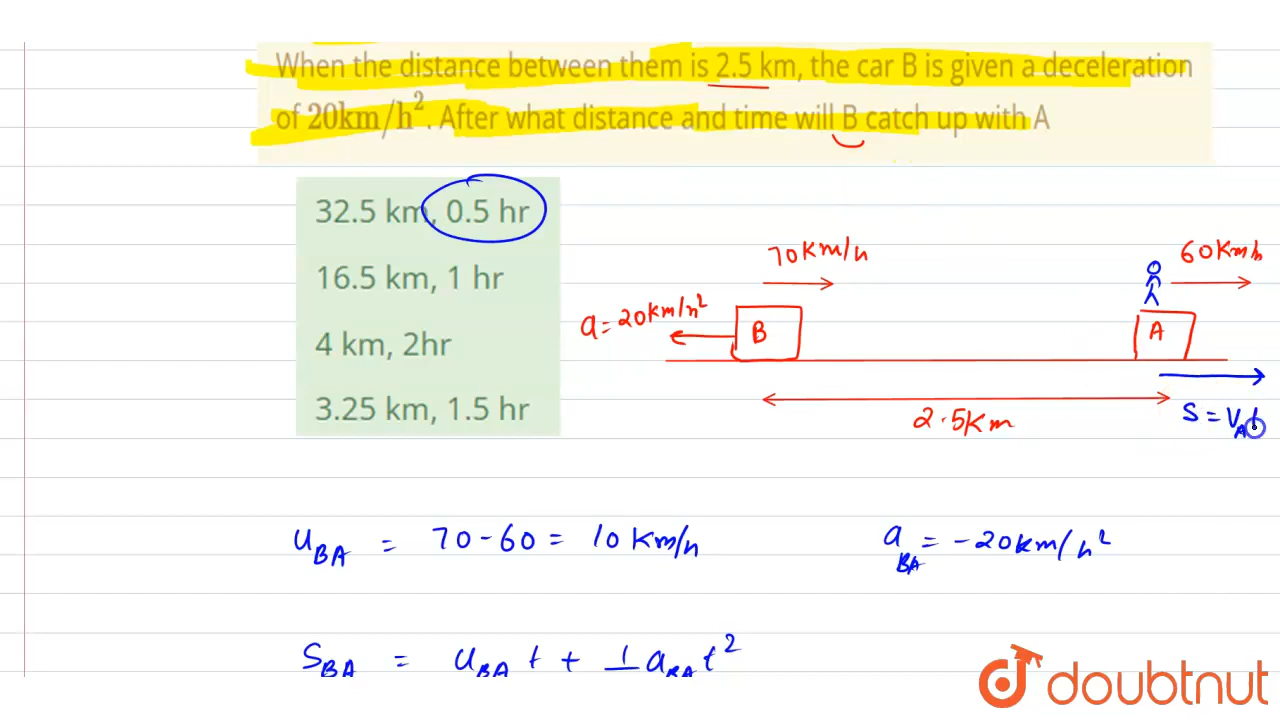 When the distance between them is 2.5 km, the car B is given a deceleration
of 20km/h². After what distance and time will B catch up with A
32.5 km, 0.5 hr
16.5 km, 1 hr
4 km, 2hr
3.25 km, 1.5 hr
70Km/h
60Kmh
a=20km/h²
B
A
2.5Km
S = V_A t
u_BA = 70-60 = 10 Km/h
a_BA = -20km/h²
S_BA = u_BA t + 1 a_BA t²
doubtnut